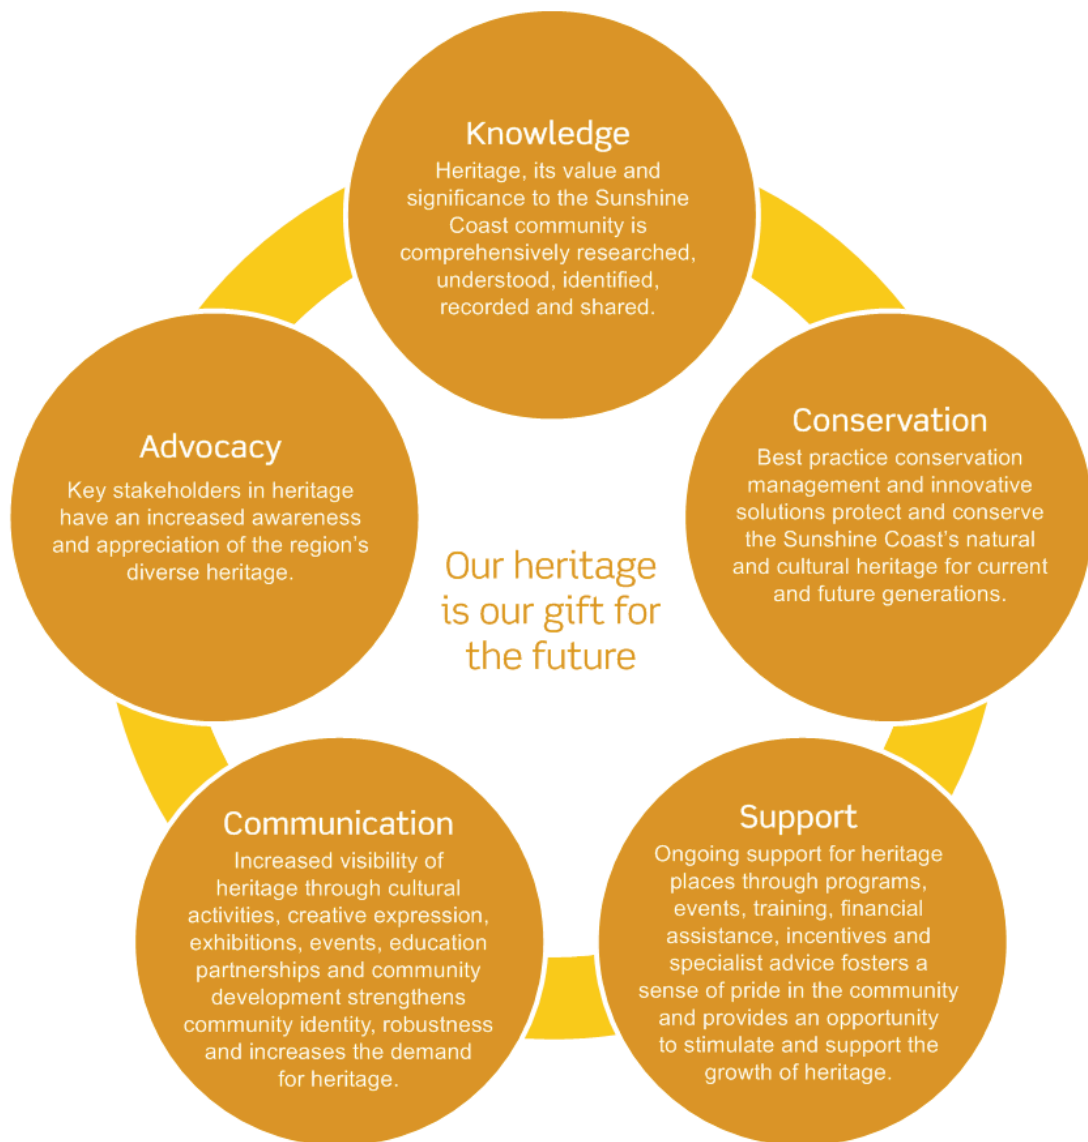 Knowledge
Heritage, its value and
significance to the Sunshine
Coast community is
comprehensively researched,
understood, identified,
recorded and shared.
Conservation
Best practice conservation
management and innovative
solutions protect and conserve
the Sunshine Coast’s natural
and cultural heritage for current
and future generations.
Support
Ongoing support for heritage
places through programs,
events, training, financial
assistance, incentives and
specialist advice fosters a
sense of pride in the community
and provides an opportunity
to stimulate and support the
growth of heritage.
Communication
Increased visibility of
heritage through cultural
activities, creative expression,
exhibitions, events, education
partnerships and community
development strengthens
community identity, robustness
and increases the demand
for heritage.
Advocacy
Key stakeholders in heritage
have an increased awareness
and appreciation of the region’s
diverse heritage.
Our heritage
is our gift for
the future